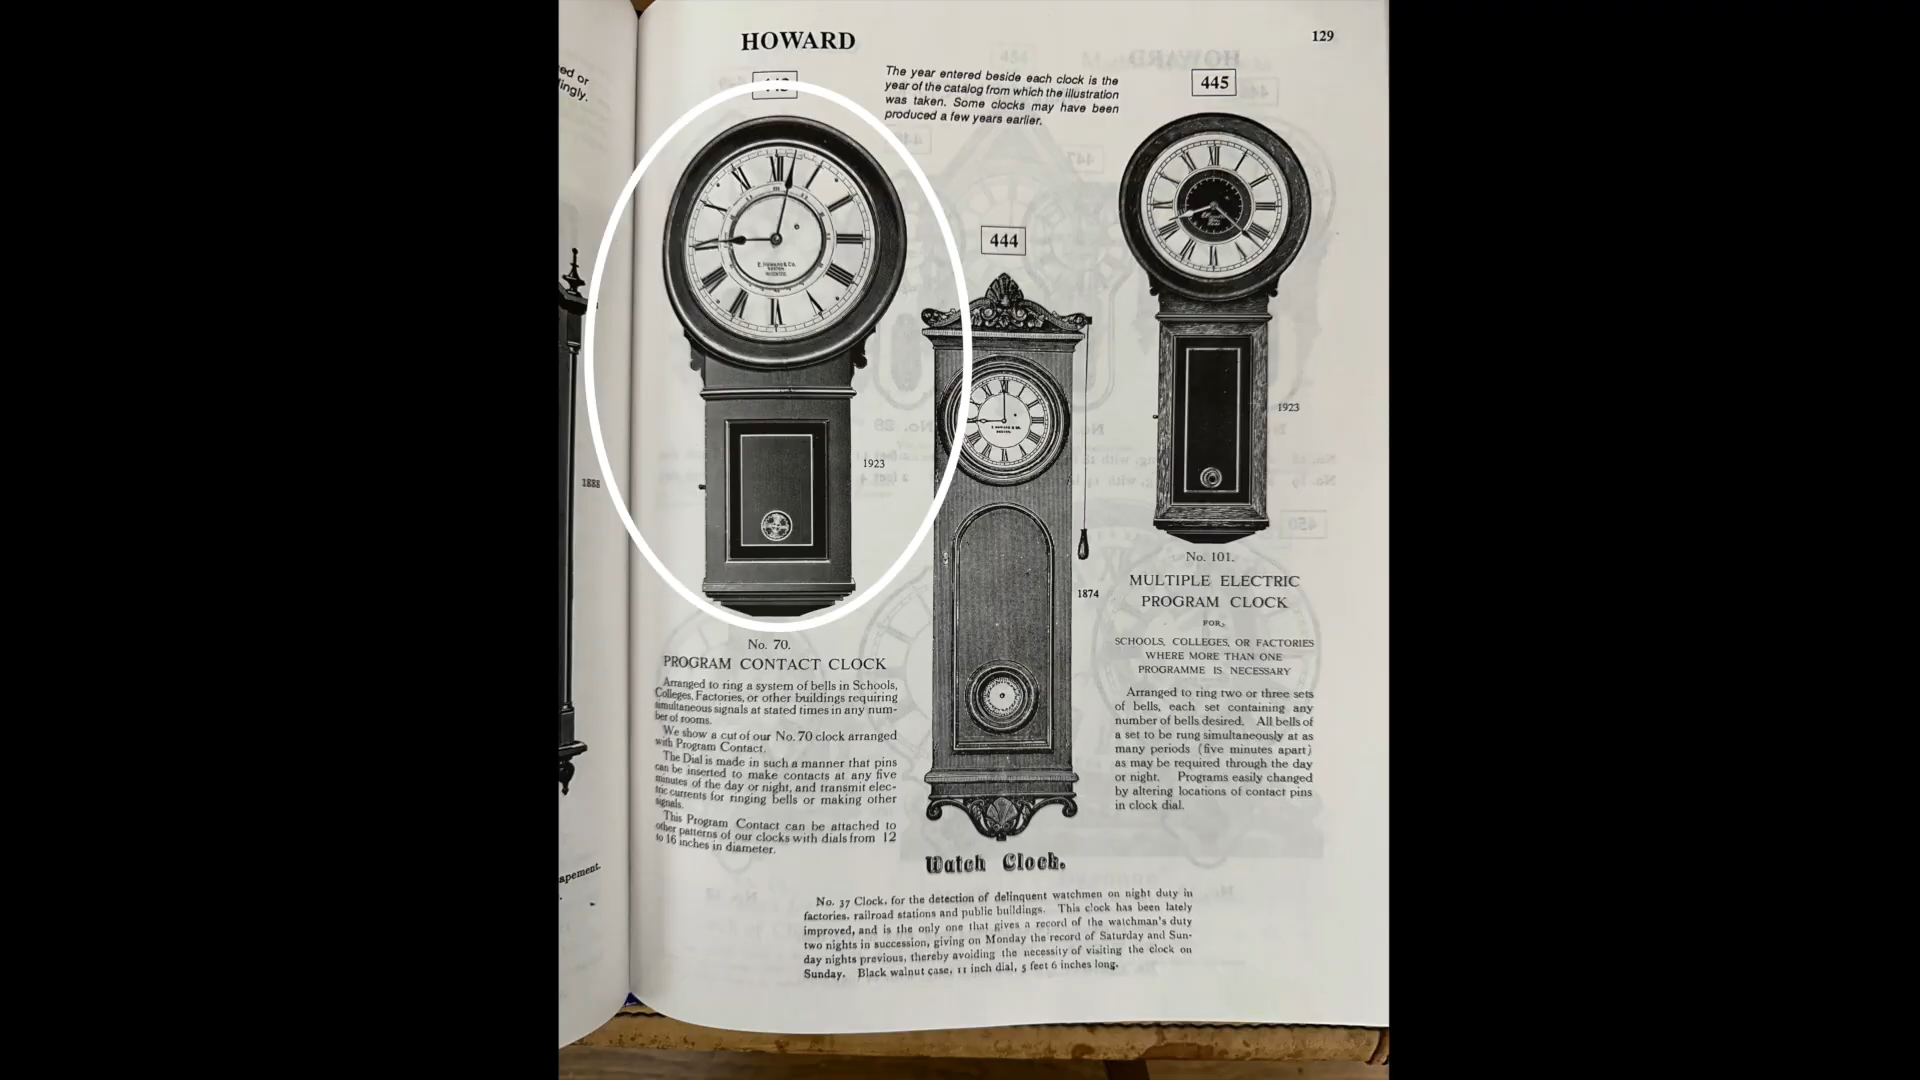 HOWARD
129
ed or
ingly.
The year entered beside each clock is the
year of the catalog from which the illustration
was taken. Some clocks may have been
produced a few years earlier.
445
444
E. HOWARD & CO.
BOSTON
1923
1888
E. HOWARD & CO.
BOSTON.
1923
1874
No. 70.
PROGRAM CONTACT CLOCK
Arranged to ring a system of bells in Schools,
Colleges, Factories, or other buildings requiring
simultaneous signals at stated times in any num-
ber of rooms.
We show a cut of our No. 70 clock arranged
with Program Contact.
The Dial is made in such a manner that pins
can be inserted to make contacts at any five
minutes of the day or night, and transmit elec-
tric currents for ringing bells or making other
signals.
This Program Contact can be attached to
other patterns of our clocks with dials from 12
to 16 inches in diameter.
No. 101.
MULTIPLE ELECTRIC
PROGRAM CLOCK
FOR
SCHOOLS, COLLEGES, OR FACTORIES
WHERE MORE THAN ONE
PROGRAMME IS NECESSARY
Arranged to ring two or three sets
of bells, each set containing any
number of bells desired. All bells of
a set to be rung simultaneously at as
many periods (five minutes apart)
as may be required through the day
or night. Programs easily changed
by altering locations of contact pins
in clock dial.
apement.
Watch Clock.
No. 37 Clock, for the detection of delinquent watchmen on night duty in
factories, railroad stations and public buildings. This clock has been lately
improved, and is the only one that gives a record of the watchman's duty
two nights in succession, giving on Monday the record of Saturday and Sun-
day nights previous, thereby avoiding the necessity of visiting the clock on
Sunday. Black walnut case, 11 inch dial, 5 feet 6 inches long.